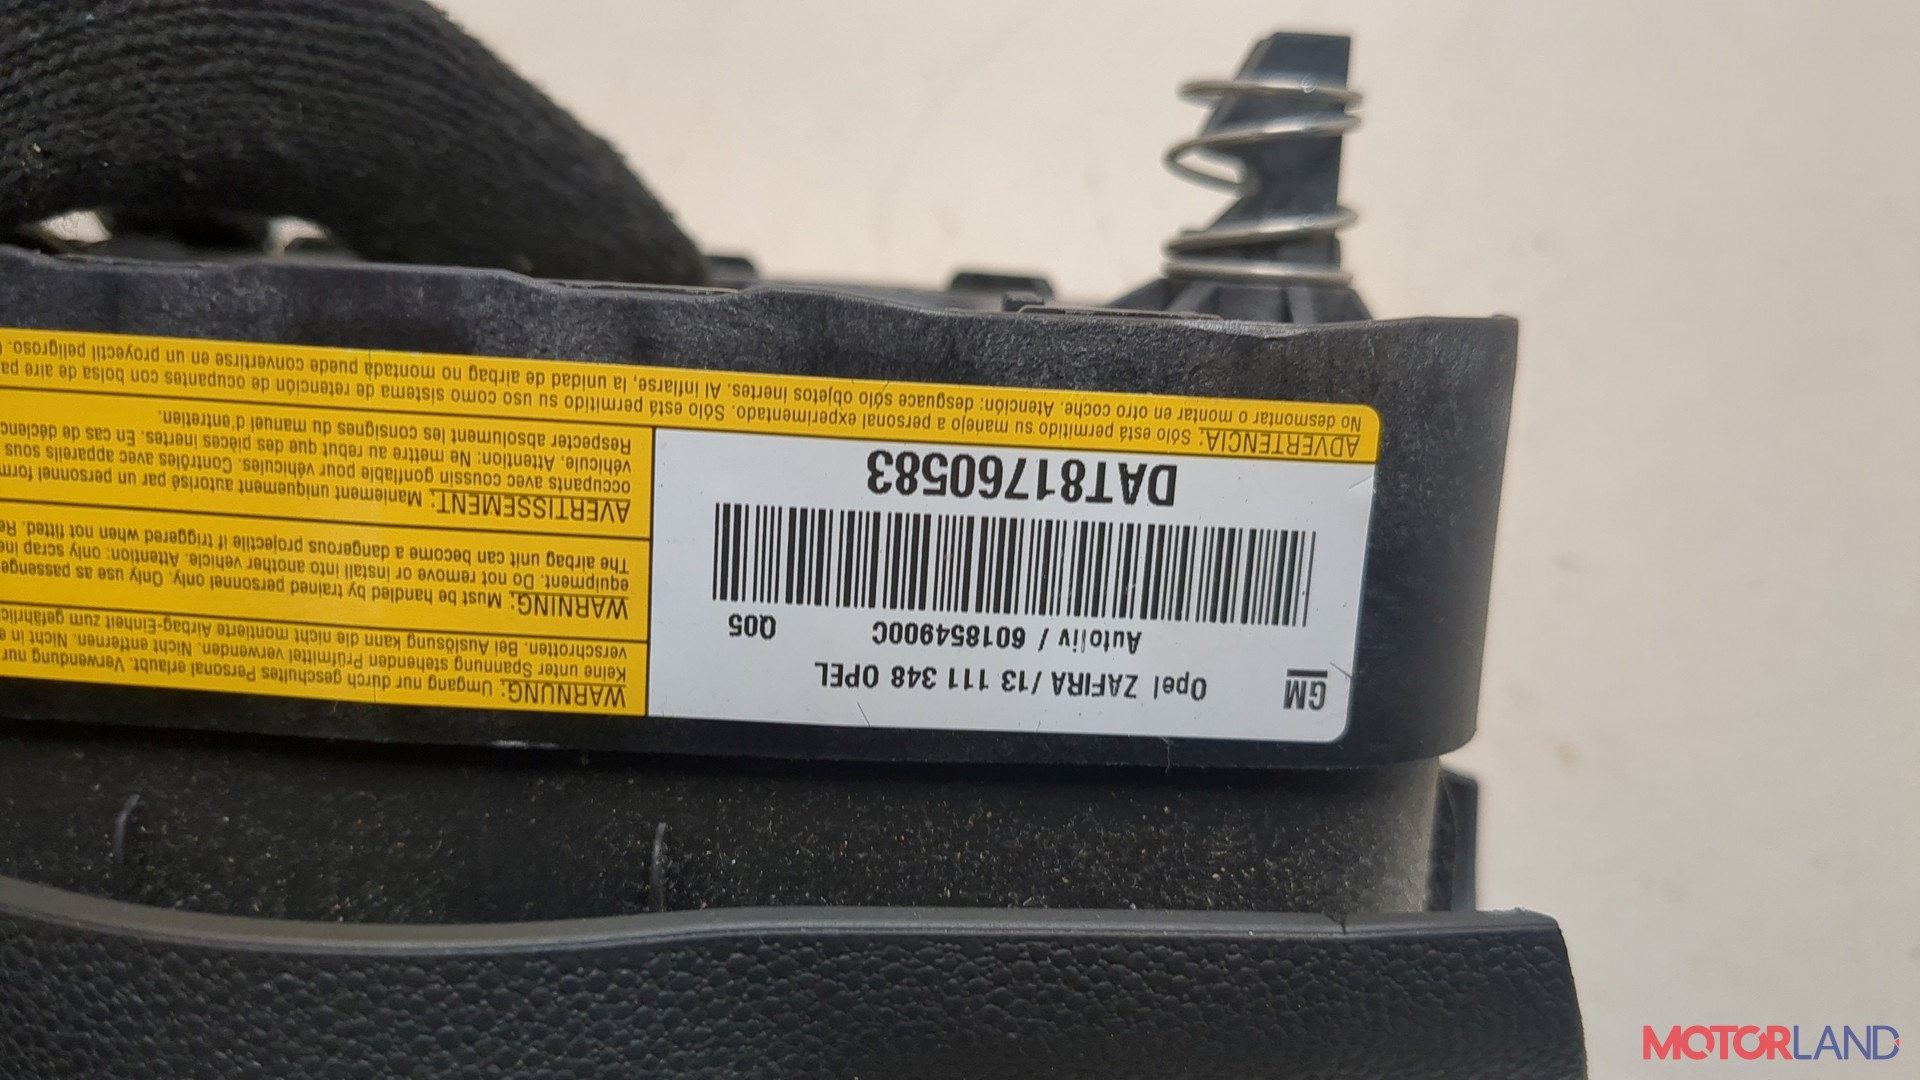 GM
Opel ZAFIRA /13 111 348 OPEL
Autoliv / 601854900C Q05
DAT81760583
WARNUNG: Umgang nur durch geschultes Personal erlaubt. Verwendung nur
Keine unter Spannung stehenden Prüfmittel verwenden. Nicht entfernen. Nicht in
verschrotten. Bei Auslösung kann die nicht montierte Airbag-Einheit zum
WARNING: Must be handled by trained personnel only. Only use as
equipment. Do not remove or install into another vehicle. Attention: only scrap
The airbag unit can become a dangerous projectile if triggered when not fitted.
AVERTISSEMENT: Maniement uniquement autorisé par un personnel
occupants avec coussin gonflable pour véhicules. Contrôles avec appareils sous
véhicule. Attention: Ne mettre au rebut que des pièces inertes. En cas de
Respecter absolument les consignes du manuel d'entretien.
ADVERTENCIA: Sólo está permitido su manejo a personal experimentado. Sólo está permitido su uso como sistema de retención de ocupantes con bolsa de aire
No desmontar o montar en otro coche. Atención: desguace sólo objetos inertes. Al inflarse, la unidad de airbag no montada puede convertirse en un proyectil peligroso.
MOTORLAND